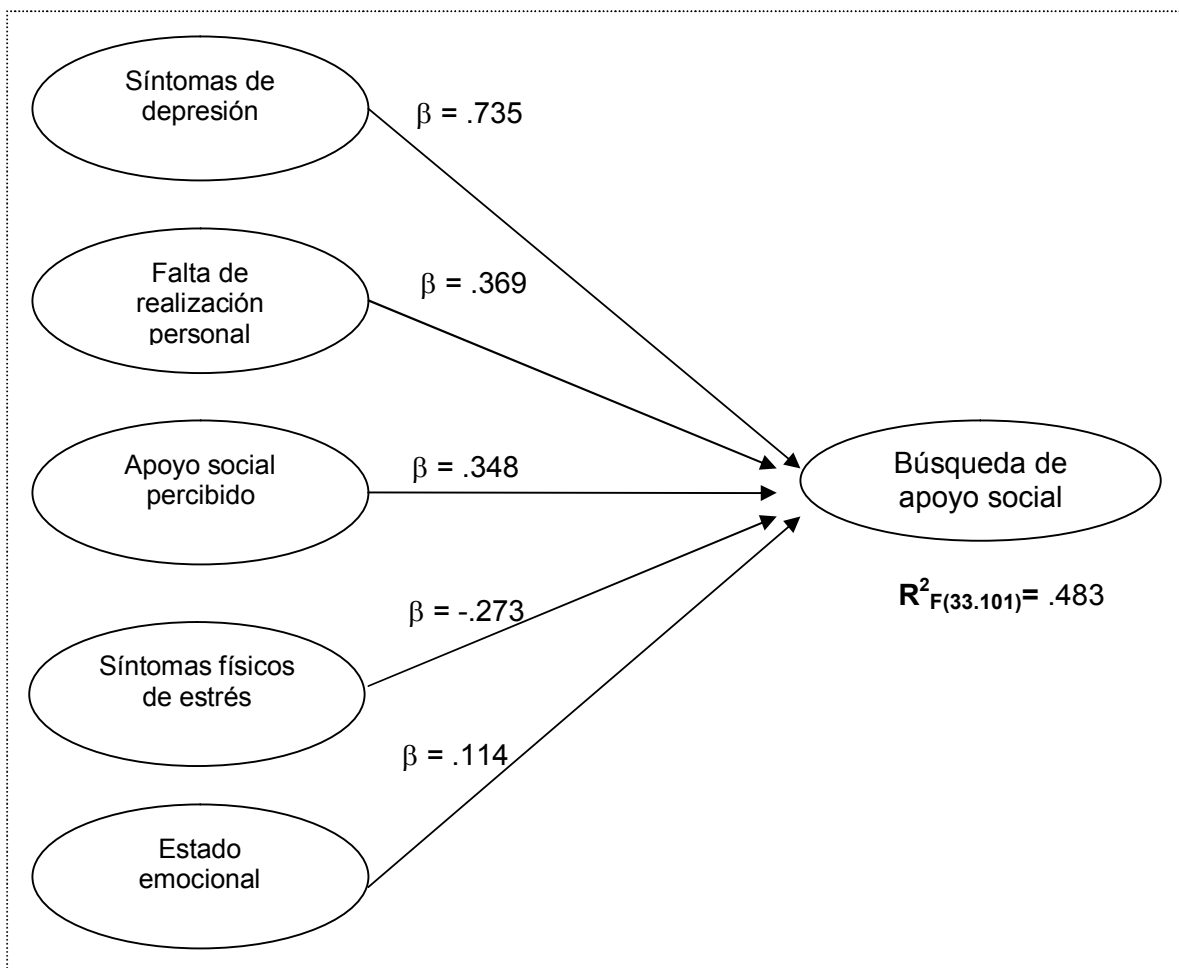 Síntomas de
depresión
β = .735
Falta de
realización
personal
β = .369
Apoyo social
percibido
β = .348
Búsqueda de
apoyo social
R²F(33.101)= .483
Síntomas físicos
de estrés
β = -.273
Estado
emocional
β = .114